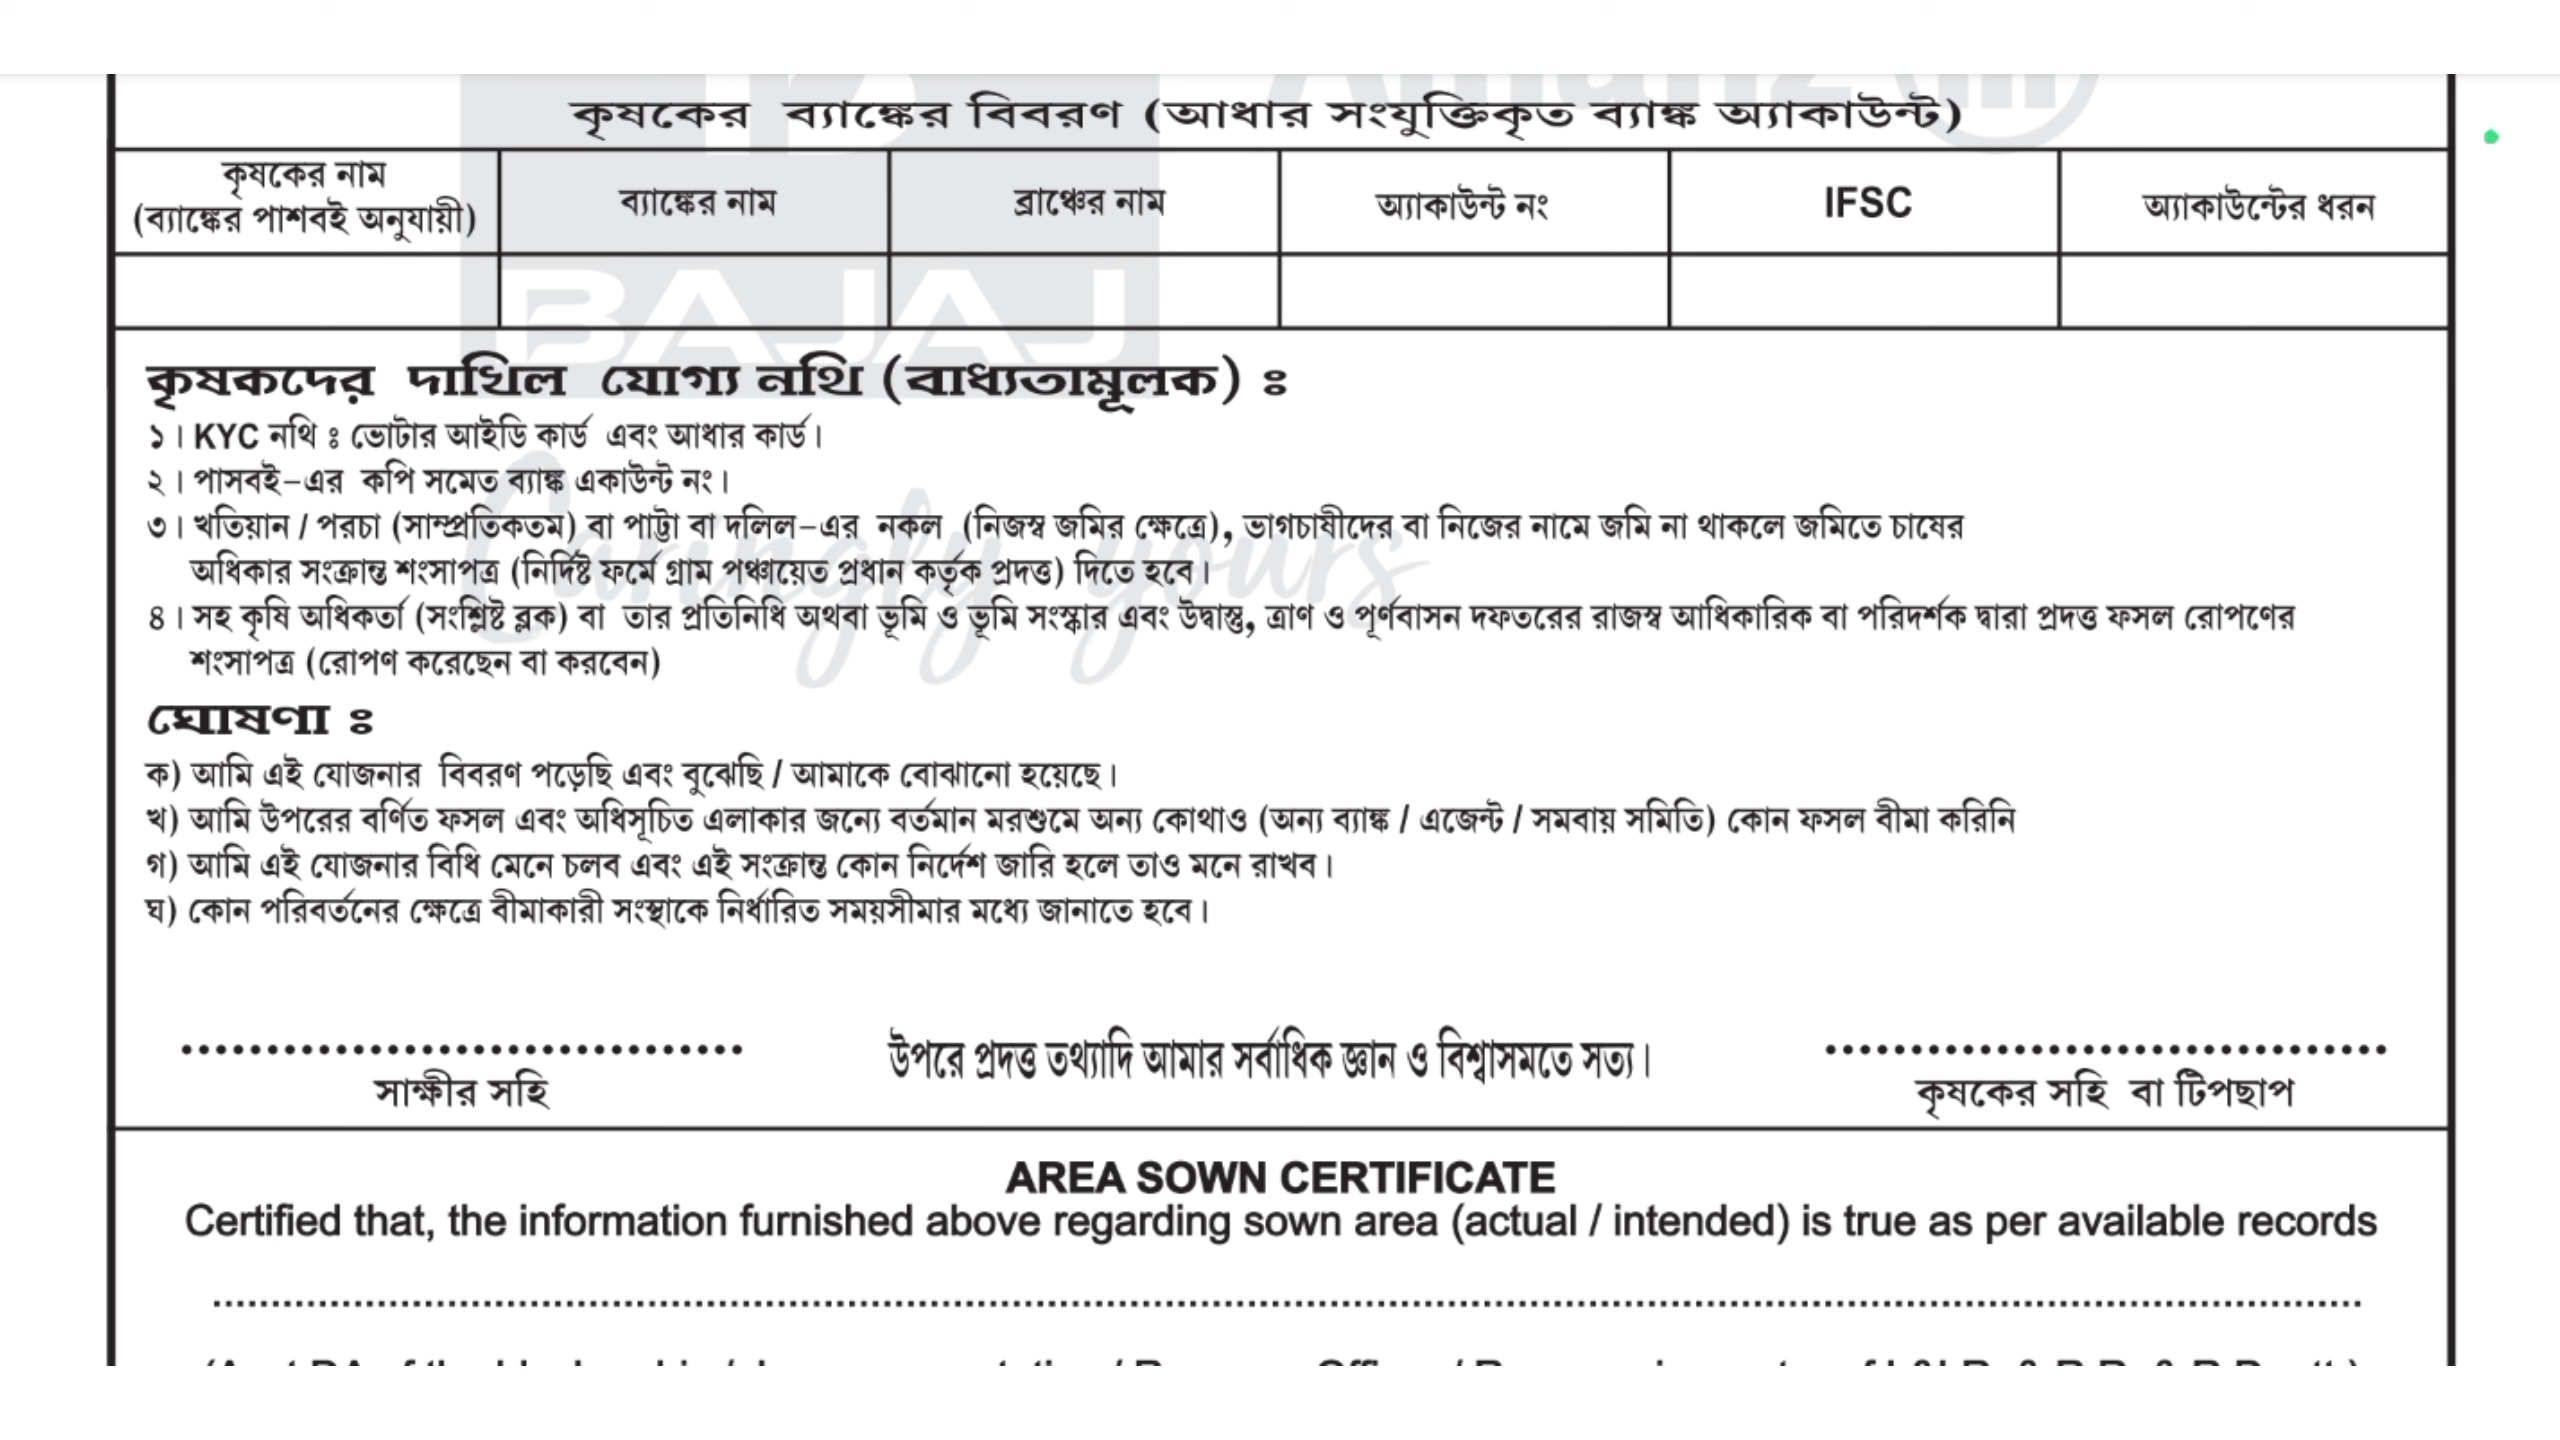 কৃষকের ব্যাঙ্কের বিবরণ (আধার সংযুক্তিকৃত ব্যাঙ্ক অ্যাকাউন্ট)
কৃষকের নাম
(ব্যাঙ্কের পাশবই অনুযায়ী)
ব্যাঙ্কের নাম
ব্রাঞ্চের নাম
অ্যাকাউন্ট নং
IFSC
অ্যাকাউন্টের ধরন
BAJAJ
Caringly yours
কৃষকদের দাখিল যোগ্য নথি (বাধ্যতামূলক) ঃ
১। KYC নথি ঃ ভোটার আইডি কার্ড এবং আধার কার্ড।
২। পাসবই–এর কপি সমেত ব্যাঙ্ক একাউন্ট নং।
৩। খতিয়ান / পরচা (সাম্প্রতিকতম) বা পাট্টা বা দলিল–এর নকল (নিজস্ব জমির ক্ষেত্রে), ভাগচাষীদের বা নিজের নামে জমি না থাকলে জমিতে চাষের
অধিকার সংক্রান্ত শংসাপত্র (নির্দিষ্ট ফর্মে গ্রাম পঞ্চায়েত প্রধান কর্তৃক প্রদত্ত) দিতে হবে।
৪। সহ কৃষি অধিকর্তা (সংশ্লিষ্ট ব্লক) বা তার প্রতিনিধি অথবা ভূমি ও ভূমি সংস্কার এবং উদ্বাস্তু, ত্রাণ ও পূর্ণবাসন দফতরের রাজস্ব আধিকারিক বা পরিদর্শক দ্বারা প্রদত্ত ফসল রোপণের
শংসাপত্র (রোপণ করেছেন বা করবেন)
ঘোষণা ঃ
ক) আমি এই যোজনার বিবরণ পড়েছি এবং বুঝেছি / আমাকে বোঝানো হয়েছে।
খ) আমি উপরের বর্ণিত ফসল এবং অধিসূচিত এলাকার জন্যে বর্তমান মরশুমে অন্য কোথাও (অন্য ব্যাঙ্ক / এজেন্ট / সমবায় সমিতি) কোন ফসল বীমা করিনি
গ) আমি এই যোজনার বিধি মেনে চলব এবং এই সংক্রান্ত কোন নির্দেশ জারি হলে তাও মনে রাখব।
ঘ) কোন পরিবর্তনের ক্ষেত্রে বীমাকারী সংস্থাকে নির্ধারিত সময়সীমার মধ্যে জানাতে হবে।
উপরে প্রদত্ত তথ্যাদি আমার সর্বাধিক জ্ঞান ও বিশ্বাসমতে সত্য।
সাক্ষীর সহি
কৃষকের সহি বা টিপছাপ
AREA SOWN CERTIFICATE
Certified that, the information furnished above regarding sown area (actual / intended) is true as per available records